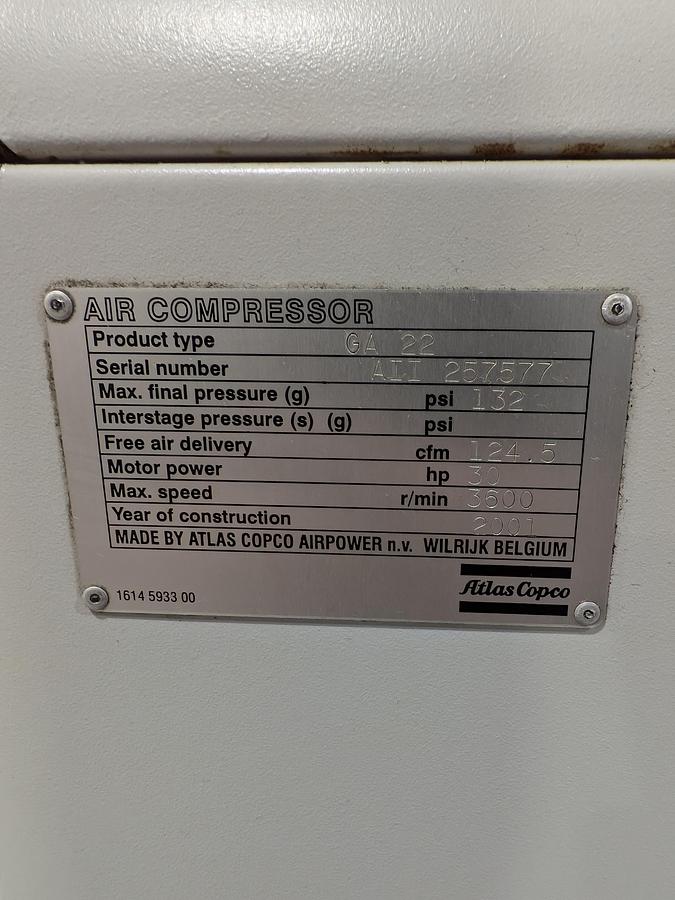 AIR COMPRESSOR
Product type GA 22
Serial number AII 257577
Max. final pressure (g) psi 132
Interstage pressure (s) (g) psi
Free air delivery cfm 124.5
Motor power hp 30
Max. speed r/min 3600
Year of construction 2001
MADE BY ATLAS COPCO AIRPOWER n.v. WILRIJK BELGIUM
1614 5933 00
Atlas Copco